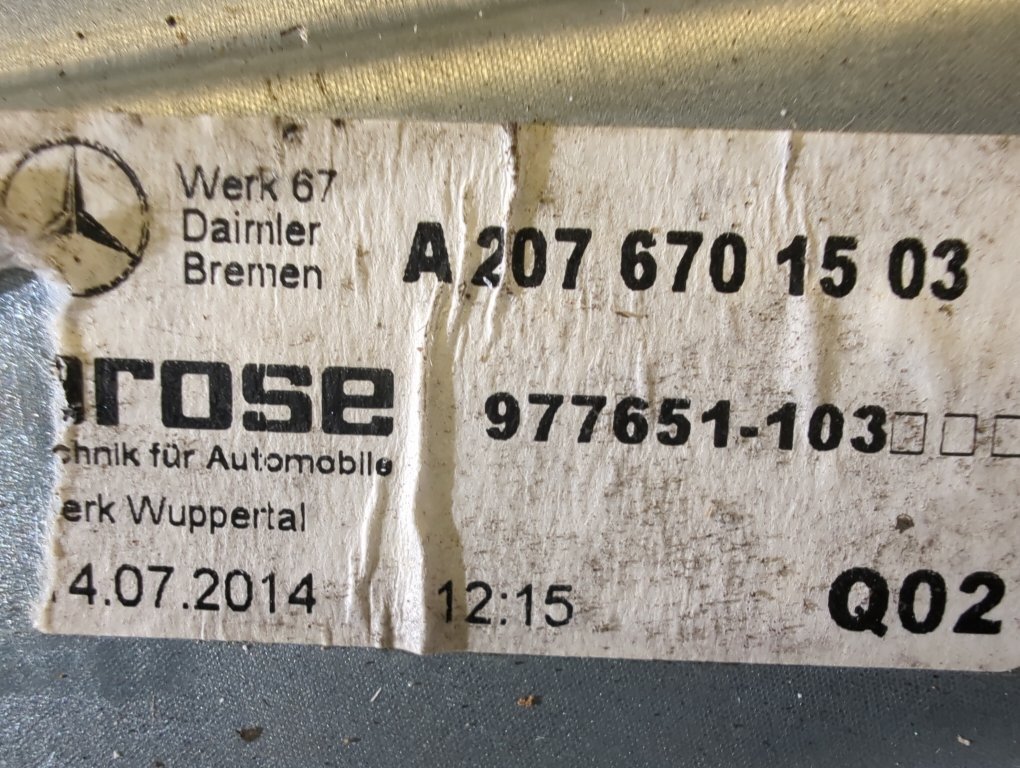 Werk 67
Daimler
Bremen
A 207 670 15 03
rose
977651-103
chnik für Automobile
erk Wuppertal
4.07.2014
12:15
Q02